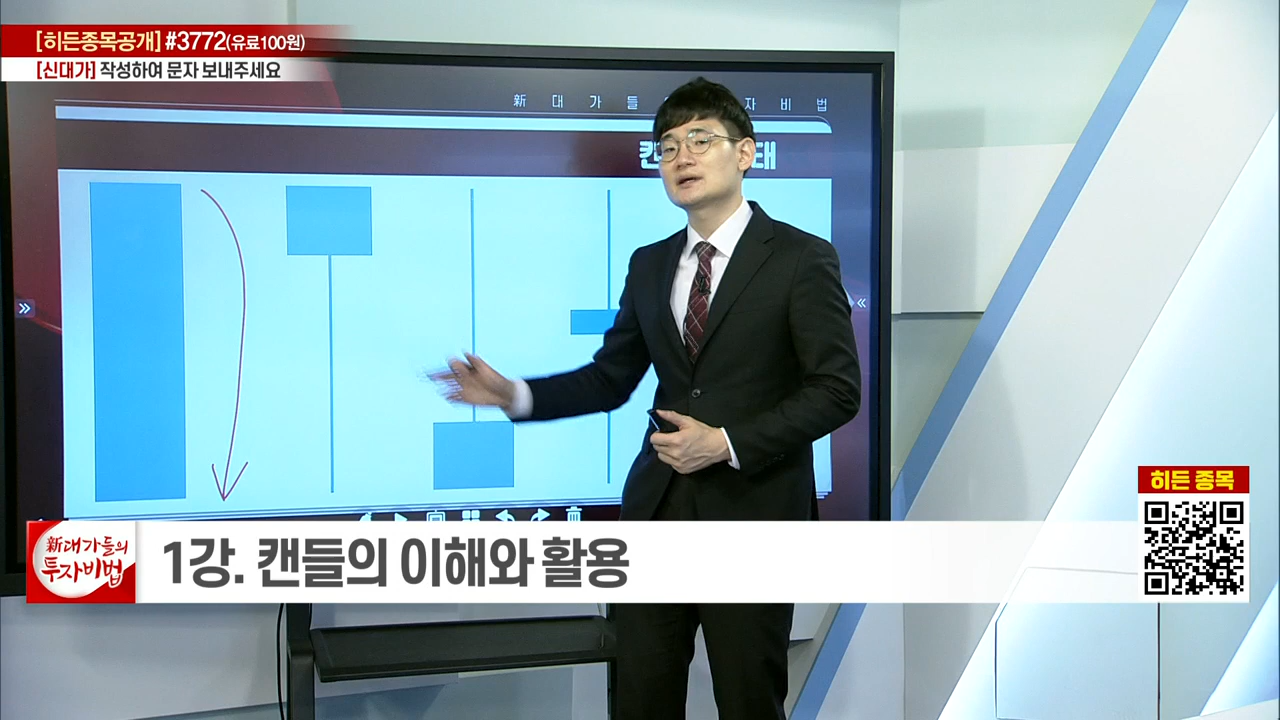 [히든종목공개] #3772(유료100원)
[신대가] 작성하여 문자 보내주세요
新 대 가 들 자 비 법
태
히든 종목
新대가들의
투자비법
1강. 캔들의 이해와 활용